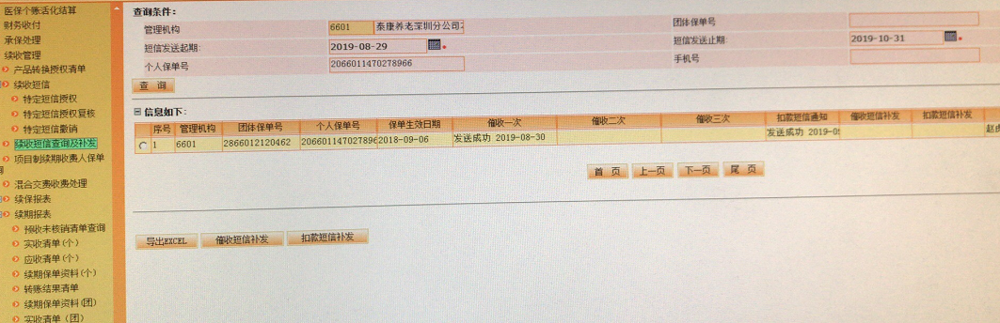 医保个账活化结算
财务收付
承保处理
续收管理
产品转换授权清单
续收短信
特定短信授权
特定短信授权复核
特定短信撤销
续收短信查询及补发
项目制续期收费人保单
询
混合交费收费处理
续保报表
续期报表
预收未核销清单查询
实收清单(个)
应收清单(个)
续期保单资料(个)
转账结果清单
续期保单资料(团)
实收清单(团)
查询条件:
管理机构 6601 泰康养老深圳分公司 团体保单号
短信发送起期: 2019-08-29 * 短信发送止期: 2019-10-31 *
个人保单号 2066011470278966 手机号
查 询
信息如下:
序号 管理机构 团体保单号 个人保单号 保单生效日期 催收一次 催收二次 催收三次 扣款短信通知 催收短信补发 扣款短信补发
1 6601 2866012120462 206601147027896 2018-09-06 发送成功 2019-08-30 发送成功 2019-0
首 页 上一页 下一页 尾 页
导出EXCEL 催收短信补发 扣款短信补发